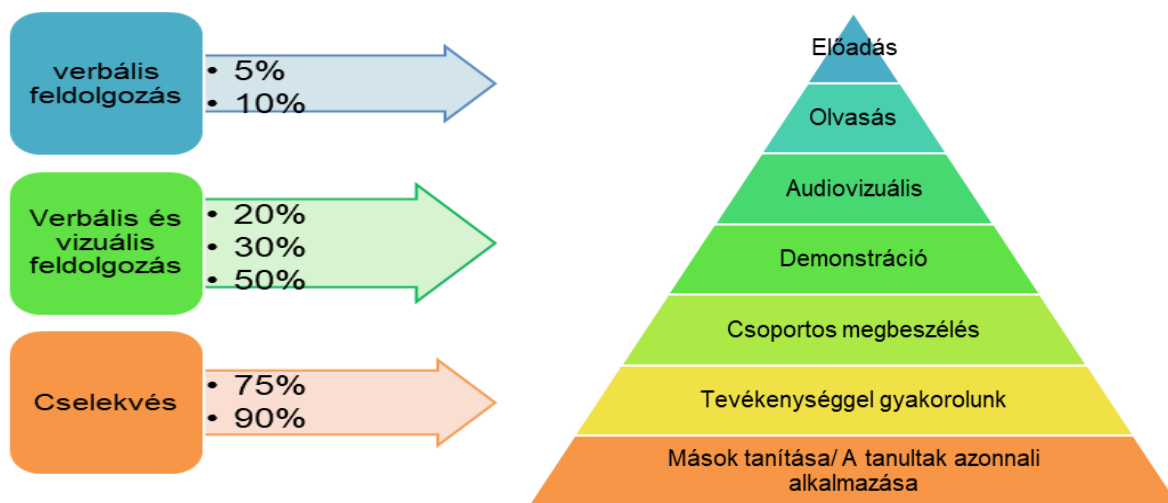 verbális
feldolgozás
• 5%
• 10%
Verbális és
vizuális
feldolgozás
• 20%
• 30%
• 50%
Cselekvés
• 75%
• 90%
Előadás
Olvasás
Audiovizuális
Demonstráció
Csoportos megbeszélés
Tevékenységgel gyakorolunk
Mások tanítása/ A tanultak azonnali
alkalmazása